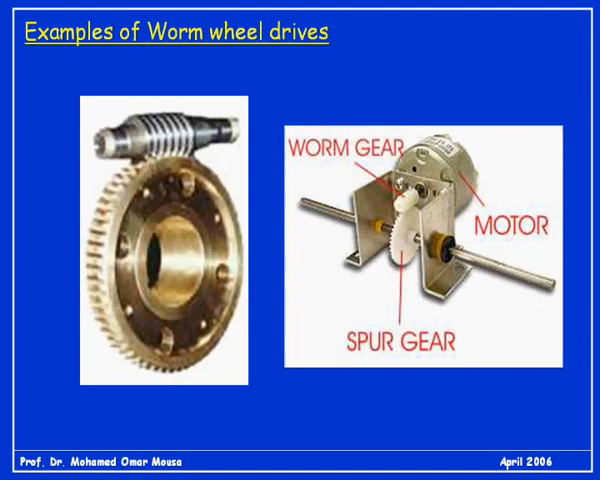 Examples of Worm wheel drives
WORM GEAR
MOTOR
SPUR GEAR
Prof. Dr. Mohamed Omar Mousa
April 2006